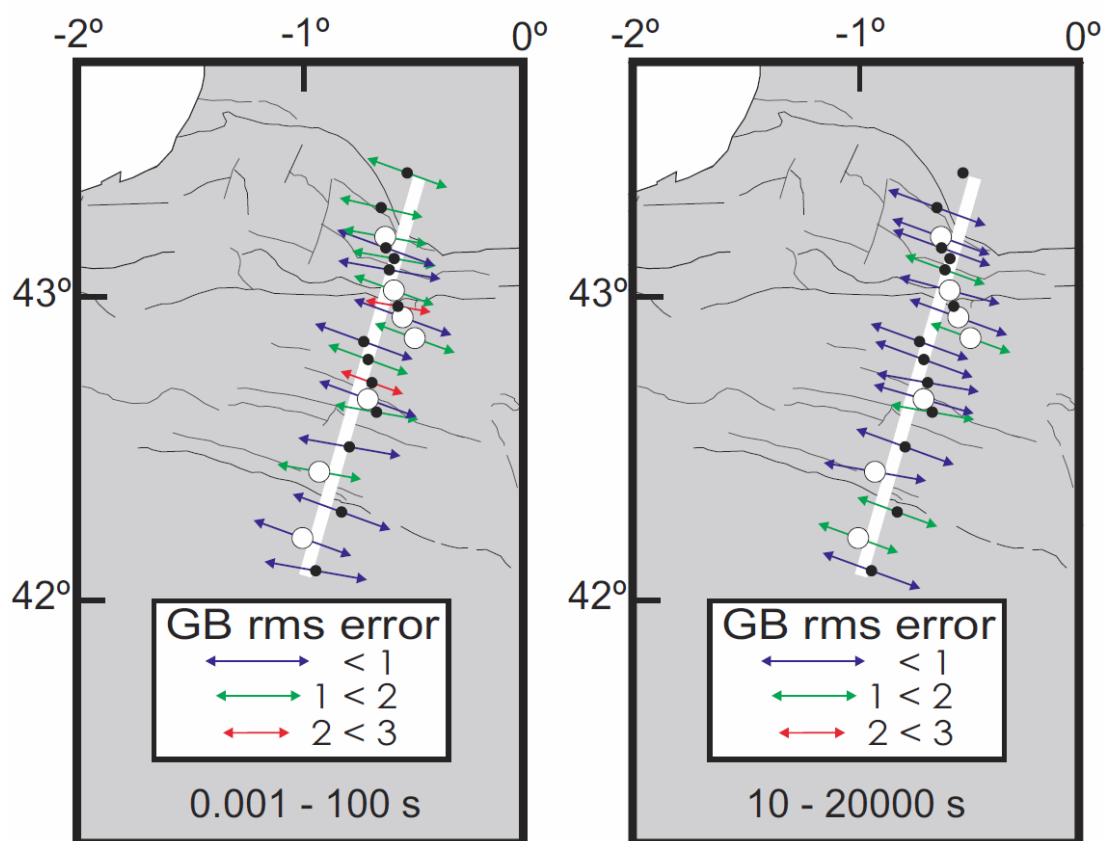 -2º -1º 0º
43º
42º
GB rms error
< 1
1 < 2
2 < 3
0.001 - 100 s
-2º -1º 0º
43º
42º
GB rms error
< 1
1 < 2
2 < 3
10 - 20000 s